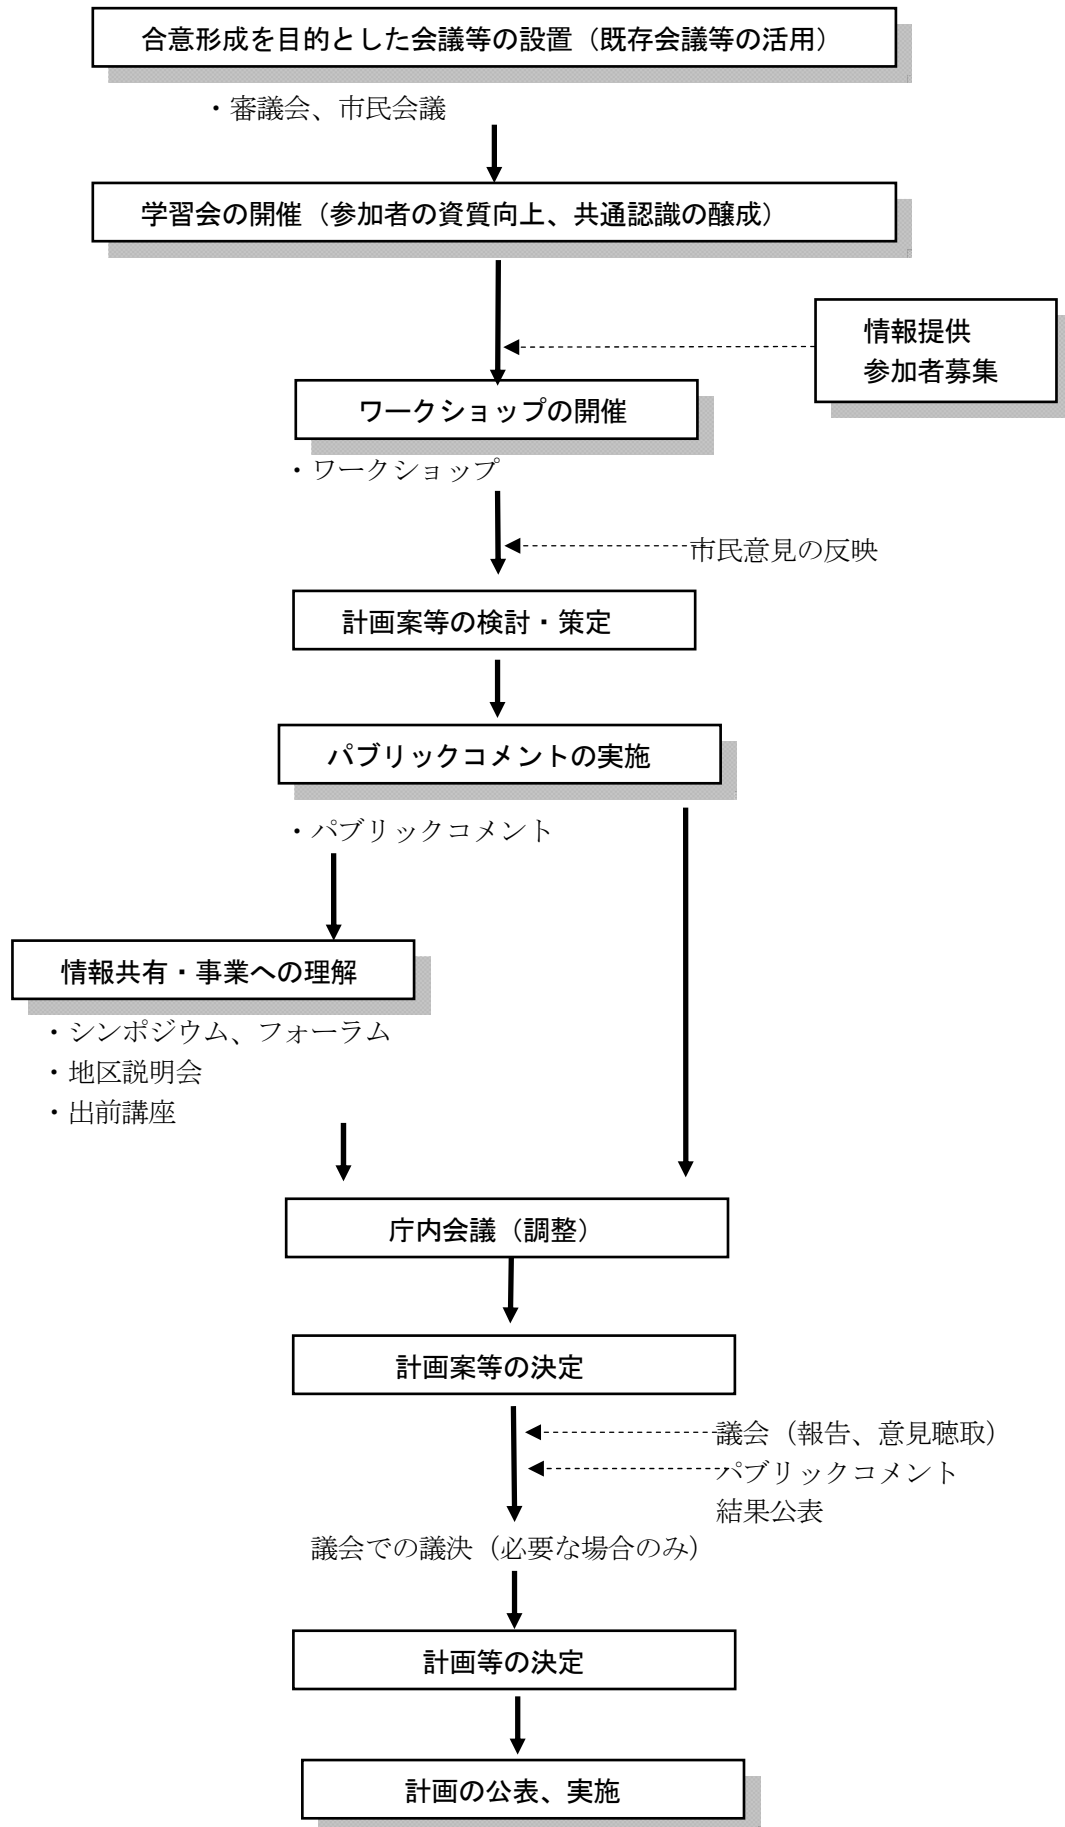 合意形成を目的とした会議等の設置（既存会議等の活用）
・審議会、市民会議
学習会の開催（参加者の資質向上、共通認識の醸成）
情報提供
参加者募集
ワークショップの開催
・ワークショップ
市民意見の反映
計画案等の検討・策定
パブリックコメントの実施
・パブリックコメント
情報共有・事業への理解
・シンポジウム、フォーラム
・地区説明会
・出前講座
庁内会議（調整）
計画案等の決定
議会（報告、意見聴取）
パブリックコメント
結果公表
議会での議決（必要な場合のみ）
計画等の決定
計画の公表、実施